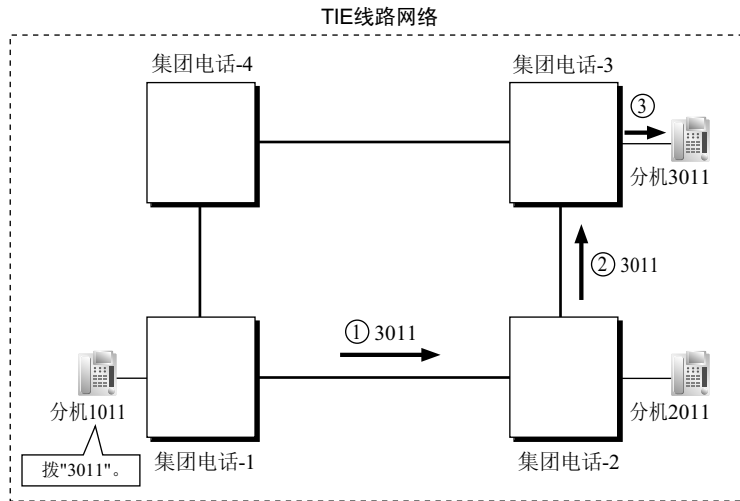 TIE线路网络
集团电话-4
集团电话-3
③
分机3011
② 3011
① 3011
分机1011
分机2011
拨"3011"。
集团电话-1
集团电话-2